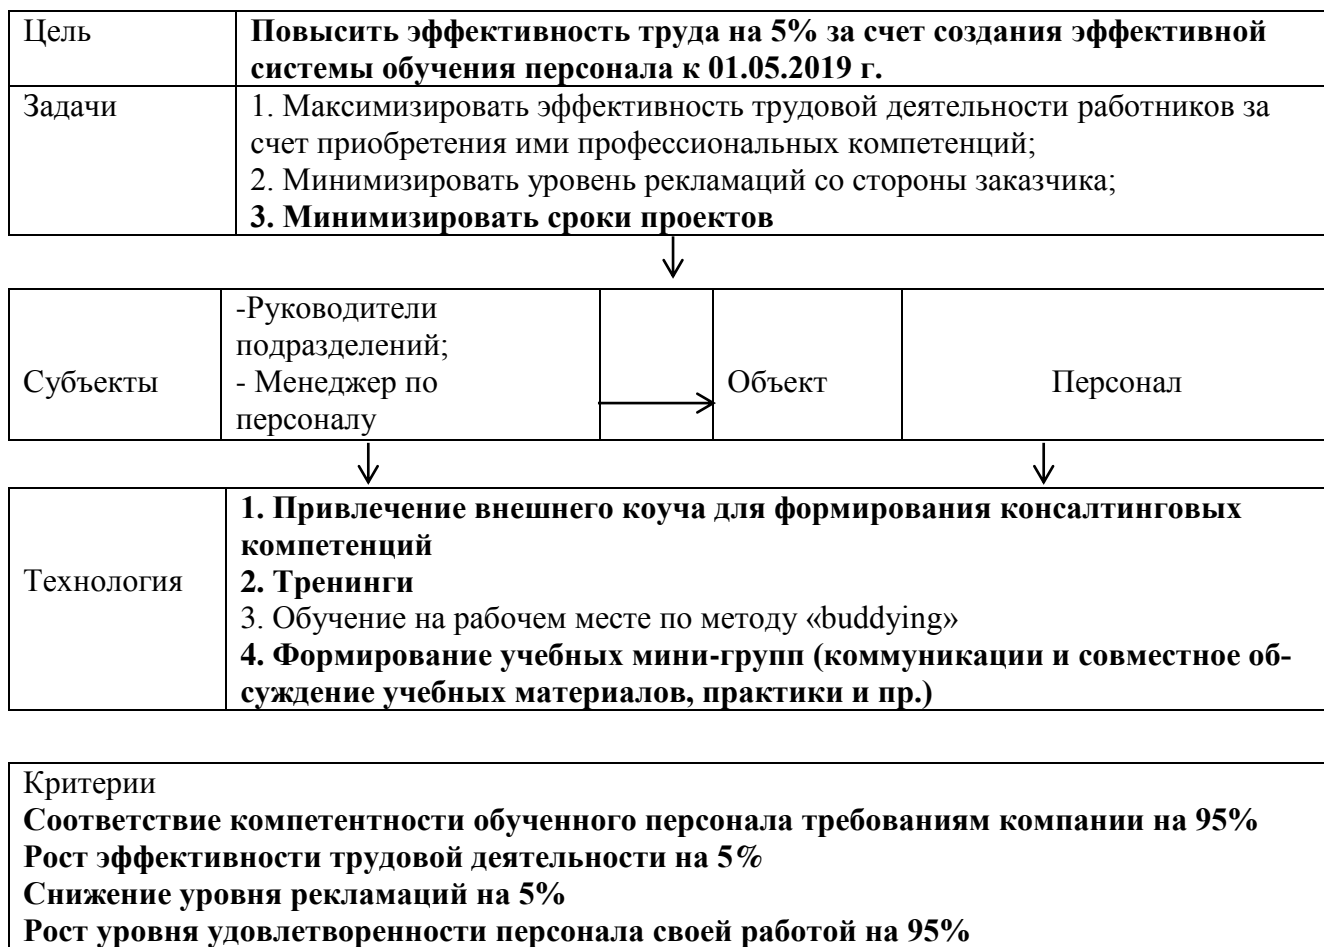 Цель
Повысить эффективность труда на 5% за счет создания эффективной
системы обучения персонала к 01.05.2019 г.
Задачи
1. Максимизировать эффективность трудовой деятельности работников за
счет приобретения ими профессиональных компетенций;
2. Минимизировать уровень рекламаций со стороны заказчика;
3. Минимизировать сроки проектов
Субъекты
-Руководители
подразделений;
- Менеджер по
персоналу
Объект
Персонал
Технология
1. Привлечение внешнего коуча для формирования консалтинговых
компетенций
2. Тренинги
3. Обучение на рабочем месте по методу «buddying»
4. Формирование учебных мини-групп (коммуникации и совместное об-
суждение учебных материалов, практики и пр.)
Критерии
Соответствие компетентности обученного персонала требованиям компании на 95%
Рост эффективности трудовой деятельности на 5%
Снижение уровня рекламаций на 5%
Рост уровня удовлетворенности персонала своей работой на 95%